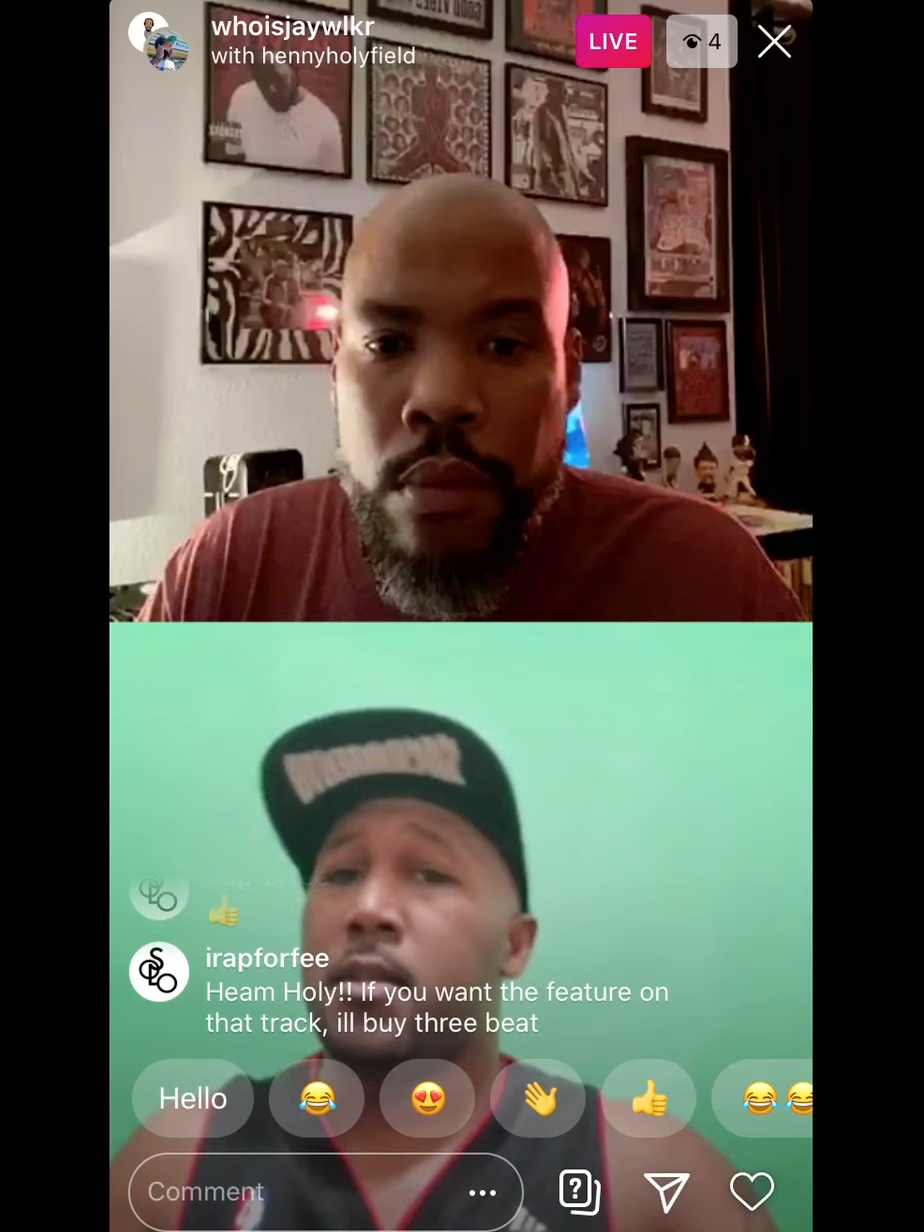 whoisjaywlkr
with hennyholyfield
LIVE
4
irapforfee
Heam Holy!! If you want the feature on
that track, ill buy three beat
Hello
Comment